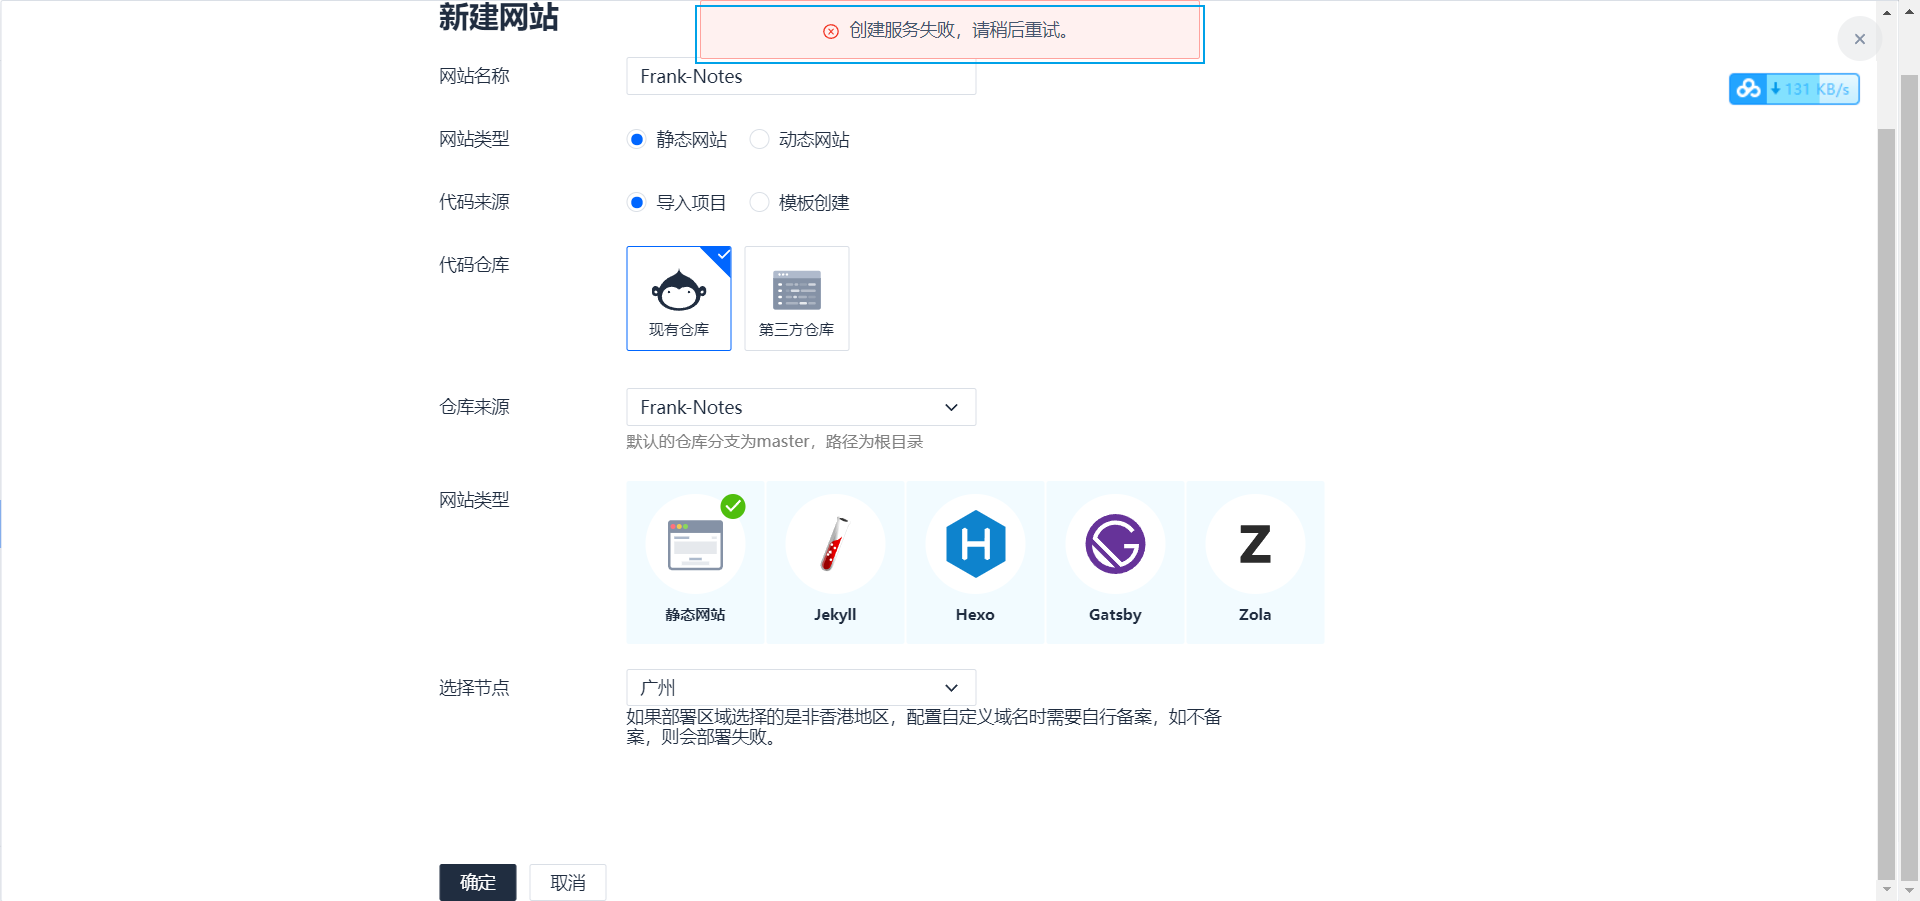 新建网站
创建服务失败，请稍后重试。
131 KB/s
网站名称
Frank-Notes
网站类型
静态网站
动态网站
代码来源
导入项目
模板创建
代码仓库
现有仓库
第三方仓库
仓库来源
Frank-Notes
默认的仓库分支为master，路径为根目录
网站类型
静态网站
Jekyll
Hexo
Gatsby
Zola
选择节点
广州
如果部署区域选择的是非香港地区，配置自定义域名时需要自行备案，如不备
案，则会部署失败。
确定
取消